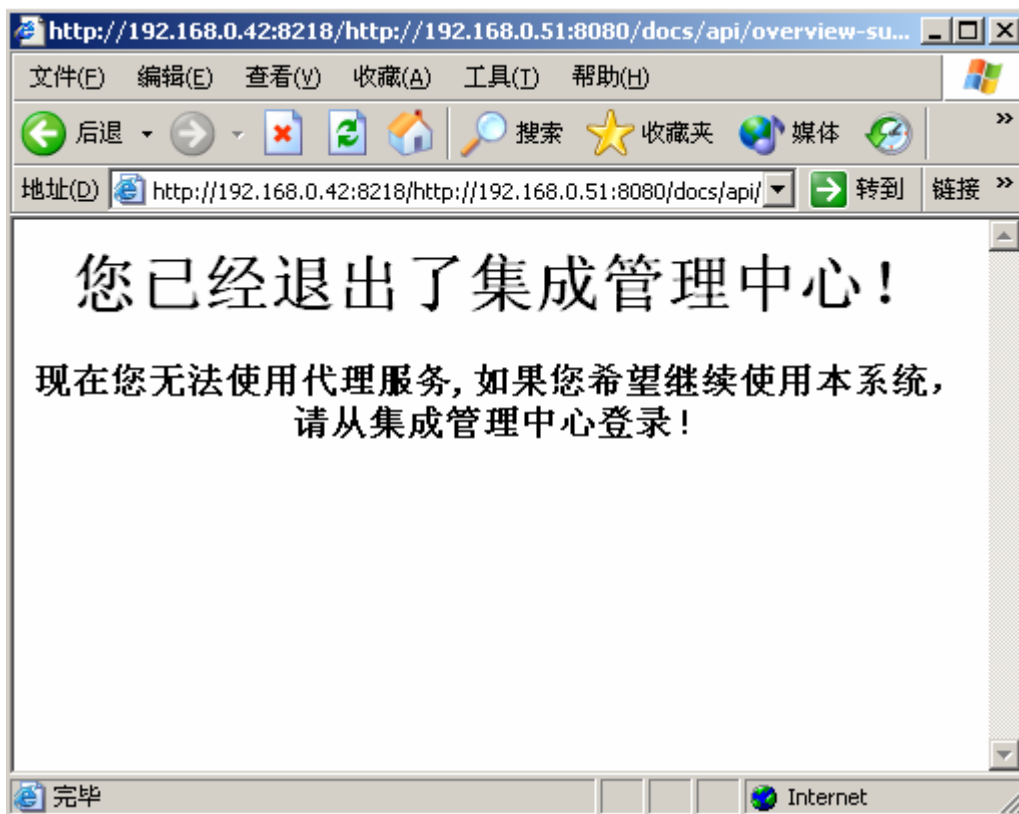 http://192.168.0.42:8218/http://192.168.0.51:8080/docs/api/overview-su...
文件(F) 编辑(E) 查看(V) 收藏(A) 工具(T) 帮助(H)
后退 搜索 收藏夹 媒体 »
地址(D) http://192.168.0.42:8218/http://192.168.0.51:8080/docs/api/ 转到 链接 »
您已经退出了集成管理中心!
现在您无法使用代理服务,如果您希望继续使用本系统,
请从集成管理中心登录!
完毕 Internet